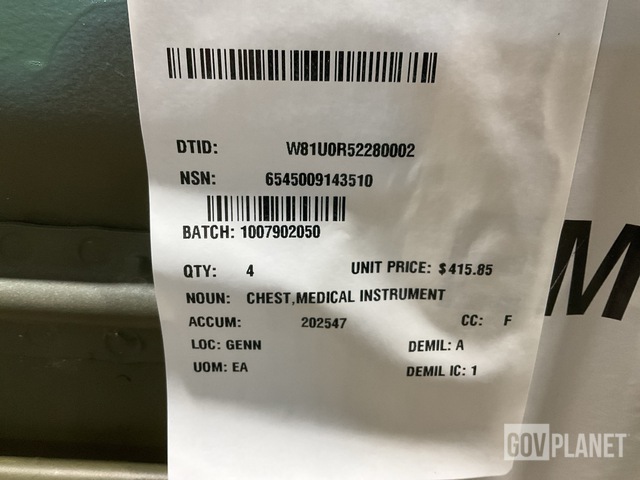 DTID: W81U0R52280002
NSN: 6545009143510
BATCH: 1007902050
QTY: 4 UNIT PRICE: $415.85
NOUN: CHEST,MEDICAL INSTRUMENT
ACCUM: 202547 CC: F
LOC: GENN DEMIL: A
UOM: EA DEMIL IC: 1
M
GOVPLANET